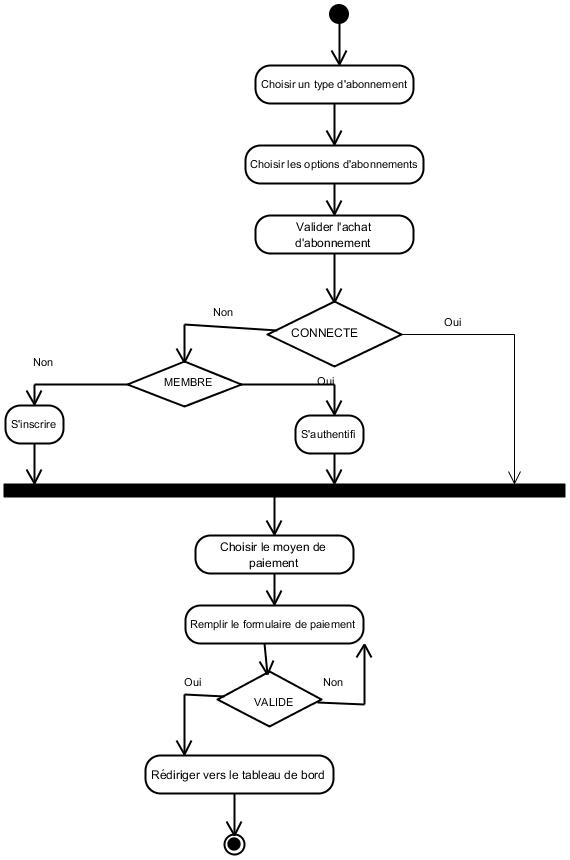 Choisir un type d'abonnement
Choisir les options d'abonnements
Valider l'achat
d'abonnement
CONNECTE
Non
Oui
MEMBRE
Non
Oui
S'inscrire
S'authentifi
Choisir le moyen de
paiement
Remplir le formulaire de paiement
Oui
Non
VALIDE
Rédiriger vers le tableau de bord